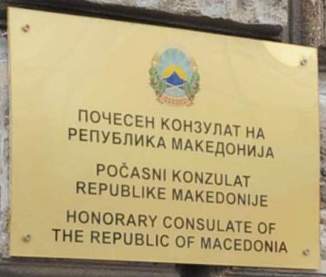 ПОЧЕСЕН КОНЗУЛАТ НА
РЕПУБЛИКА МАКЕДОНИЈА
POČASNI KONZULAT
REPUBLIKE MAKEDONIJE
HONORARY CONSULATE OF
THE REPUBLIC OF MACEDONIA